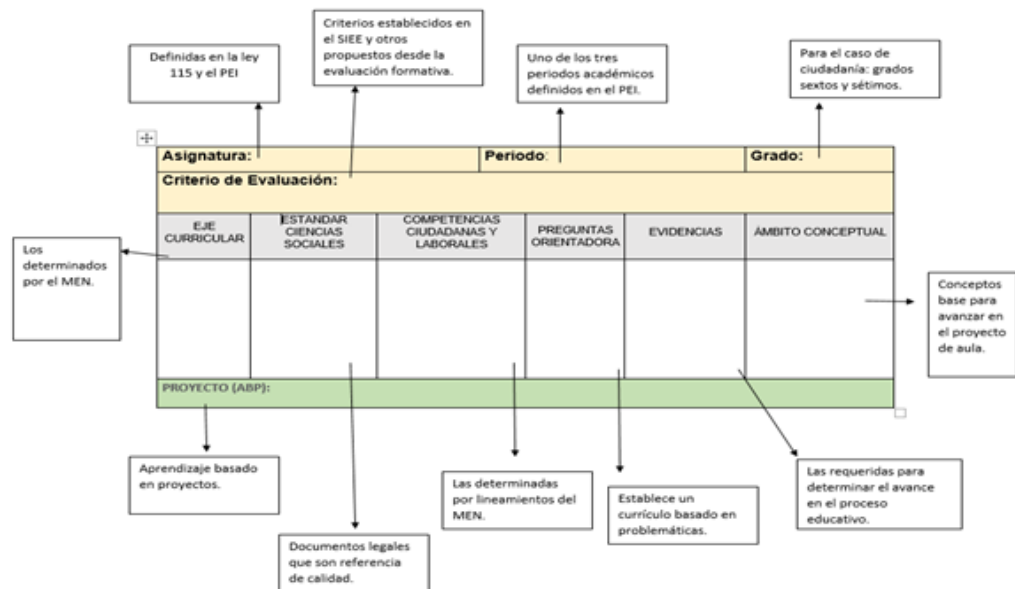 Criterios establecidos en
el SIEE y otros
propuestos desde la
evaluación formativa.
Definidas en la ley
115 y el PEI
Uno de los tres
periodos académicos
definidos en el PEI.
Para el caso de
ciudadanía: grados
sextos y sétimos.
Asignatura:
Periodo:
Grado:
Criterio de Evaluación:
EJE
CURRICULAR
ESTANDAR
CIENCIAS
SOCIALES
COMPETENCIAS
CIUDADANAS Y
LABORALES
PREGUNTAS
ORIENTADORA
EVIDENCIAS
ÁMBITO CONCEPTUAL
Los
determinados
por el MEN.
Conceptos
base para
avanzar en
el proyecto
de aula.
PROYECTO (ABP):
Aprendizaje basado
en proyectos.
Documentos legales
que son referencia
de calidad.
Las determinadas
por lineamientos del
MEN.
Establece un
currículo basado en
problemáticas.
Las requeridas para
determinar el avance
en el proceso
educativo.